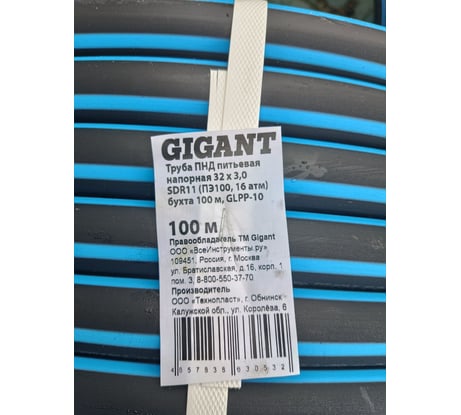 GIGANT
Труба ПНД питьевая
напорная 32 х 3,0
SDR11 (ПЭ100, 16 атм)
бухта 100 м, GLPP-10
100 м
Правообладатель ТМ Gigant
ООО «ВсеИнструменты.ру»
109451, Россия, г. Москва
ул. Братиславская, д.16, корп. 1
пом. 3, 8-800-550-37-70
Производитель
ООО «Технопласт», г. Обнинск
Калужской обл., ул. Королёва, 6